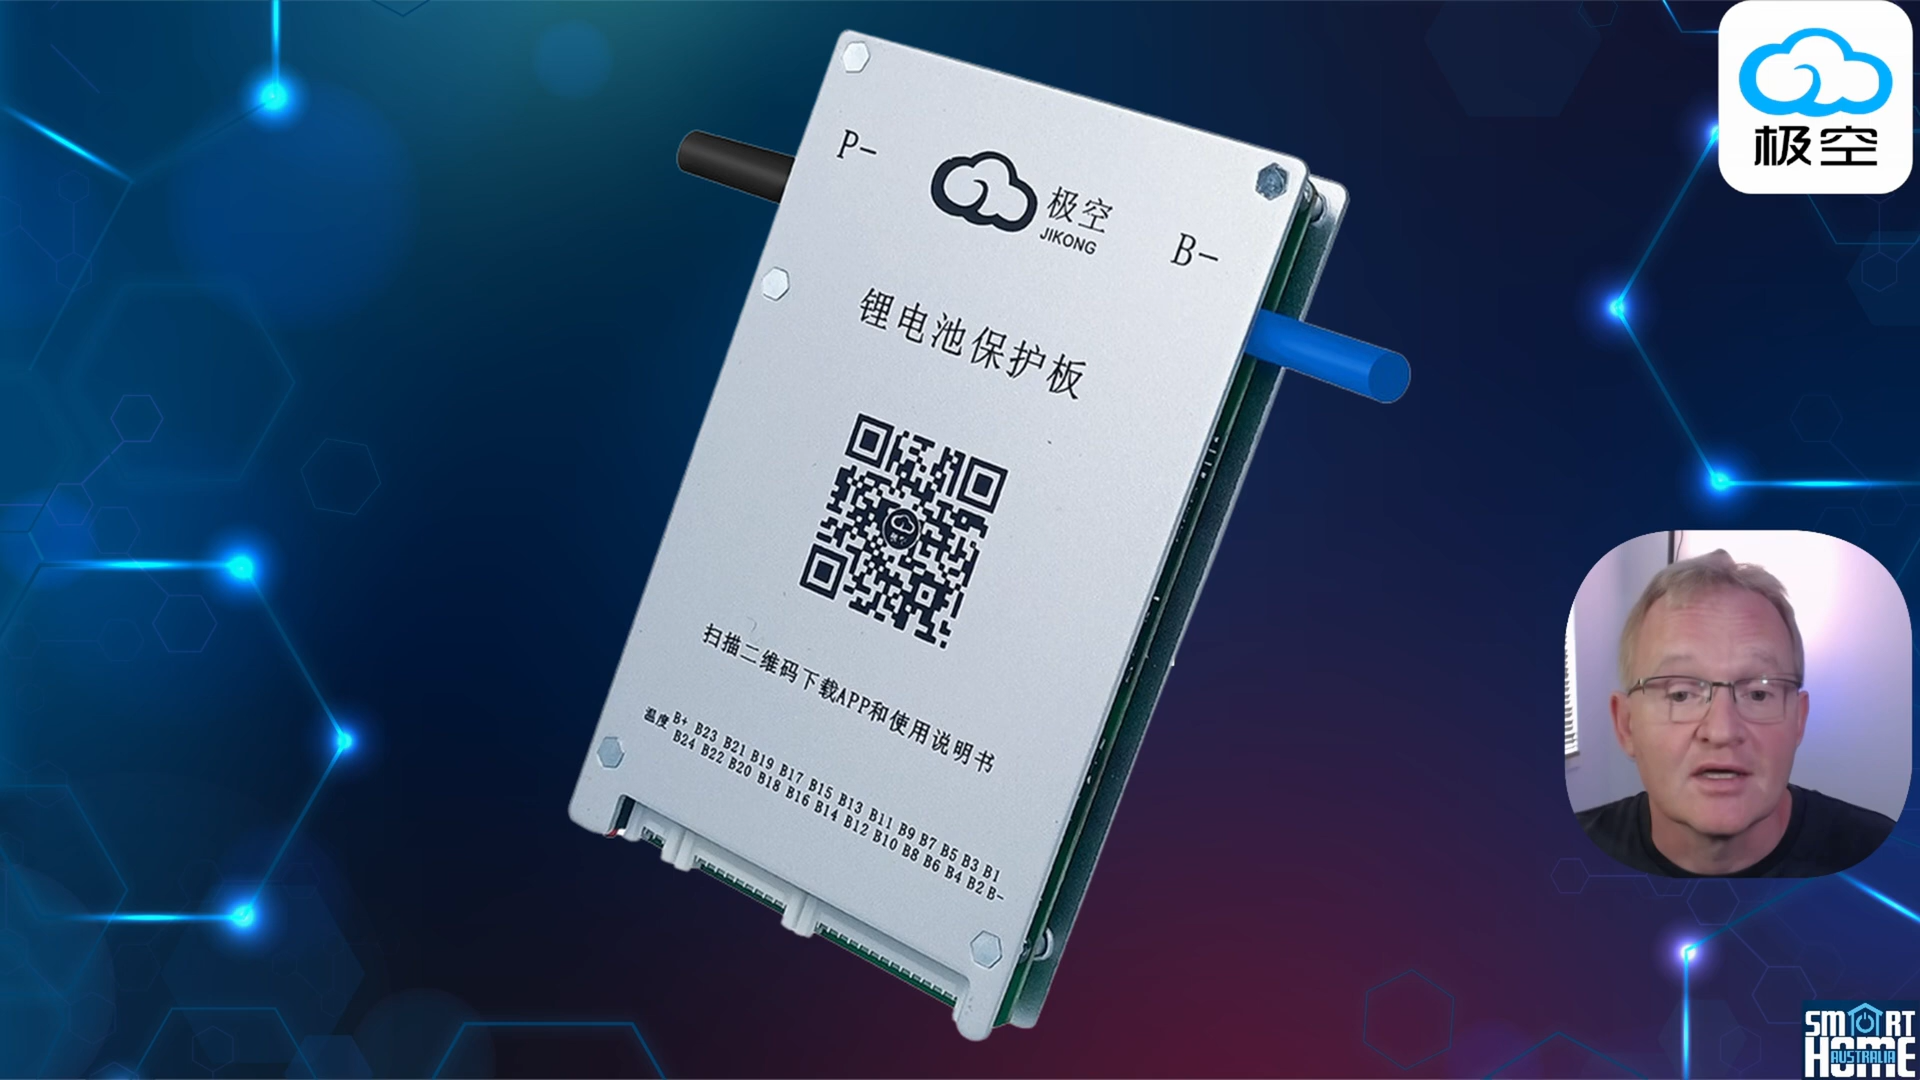 极空
P-
极空
JIKONG
B-
锂电池保护板
扫描二维码下载APP和使用说明书
温度 B+ B23 B21 B19 B17 B15 B13 B11 B9 B7 B5 B3 B1
B24 B22 B20 B18 B16 B14 B12 B10 B8 B6 B4 B2 B-
SMART
HOME
AUSTRALIA